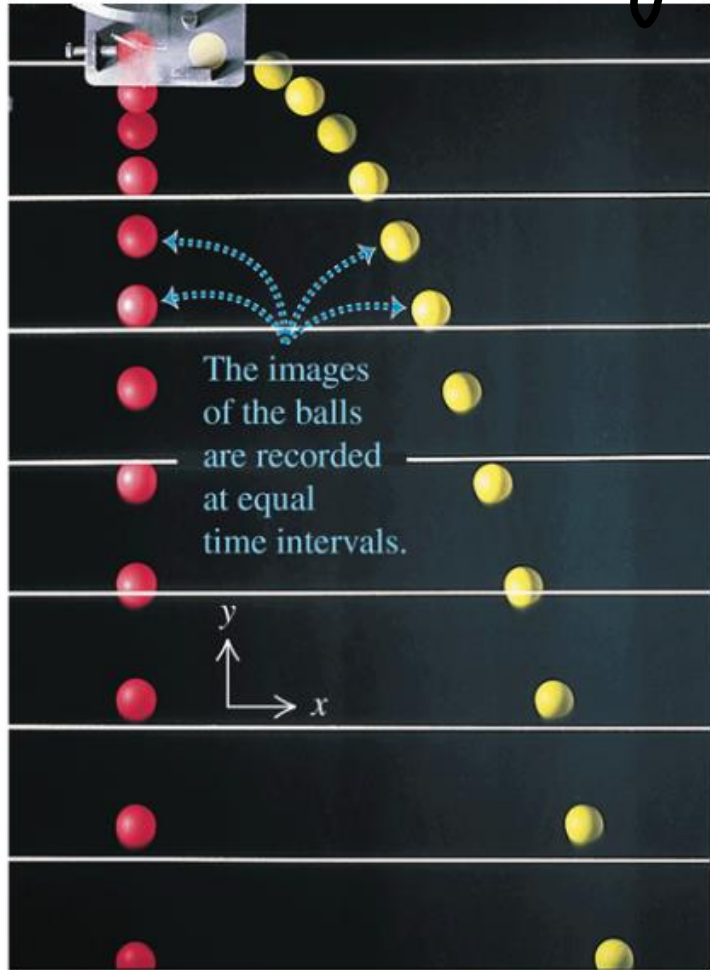 The images
of the balls
are recorded
at equal
time intervals.
y
x